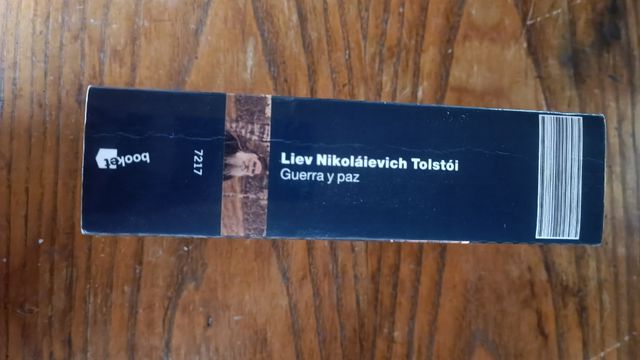 booket
7217
Liev Nikoláievich Tolstói
Guerra y paz